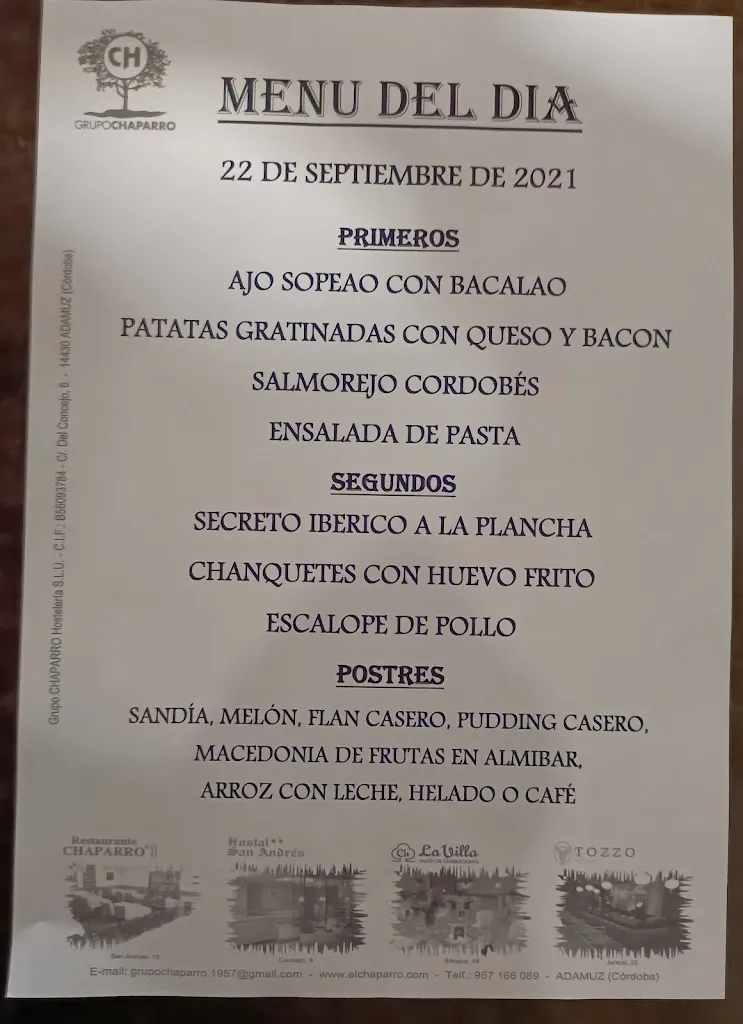 CH
GRUPOCHAPARRO
MENU DEL DIA
22 DE SEPTIEMBRE DE 2021
PRIMEROS
AJO SOPEAO CON BACALAO
PATATAS GRATINADAS CON QUESO Y BACON
SALMOREJO CORDOBÉS
ENSALADA DE PASTA
SEGUNDOS
SECRETO IBERICO A LA PLANCHA
CHANQUETES CON HUEVO FRITO
ESCALOPE DE POLLO
POSTRES
SANDÍA, MELÓN, FLAN CASERO, PUDDING CASERO,
MACEDONIA DE FRUTAS EN ALMIBAR,
ARROZ CON LECHE, HELADO O CAFÉ
Grupo CHAPARRO Hostelería S.L.U. - C.I.F.: B56093784 - C/. Del Concejo, 6 - 14430 ADAMUZ (Córdoba)
Restaurante
CHAPARRO
Hostal**
San Andrés
Ch La Villa
TOZZO
E-mail: grupochaparro.1957@gmail.com - www.elchaparro.com - Telf.: 957 166 089 - ADAMUZ (Córdoba)